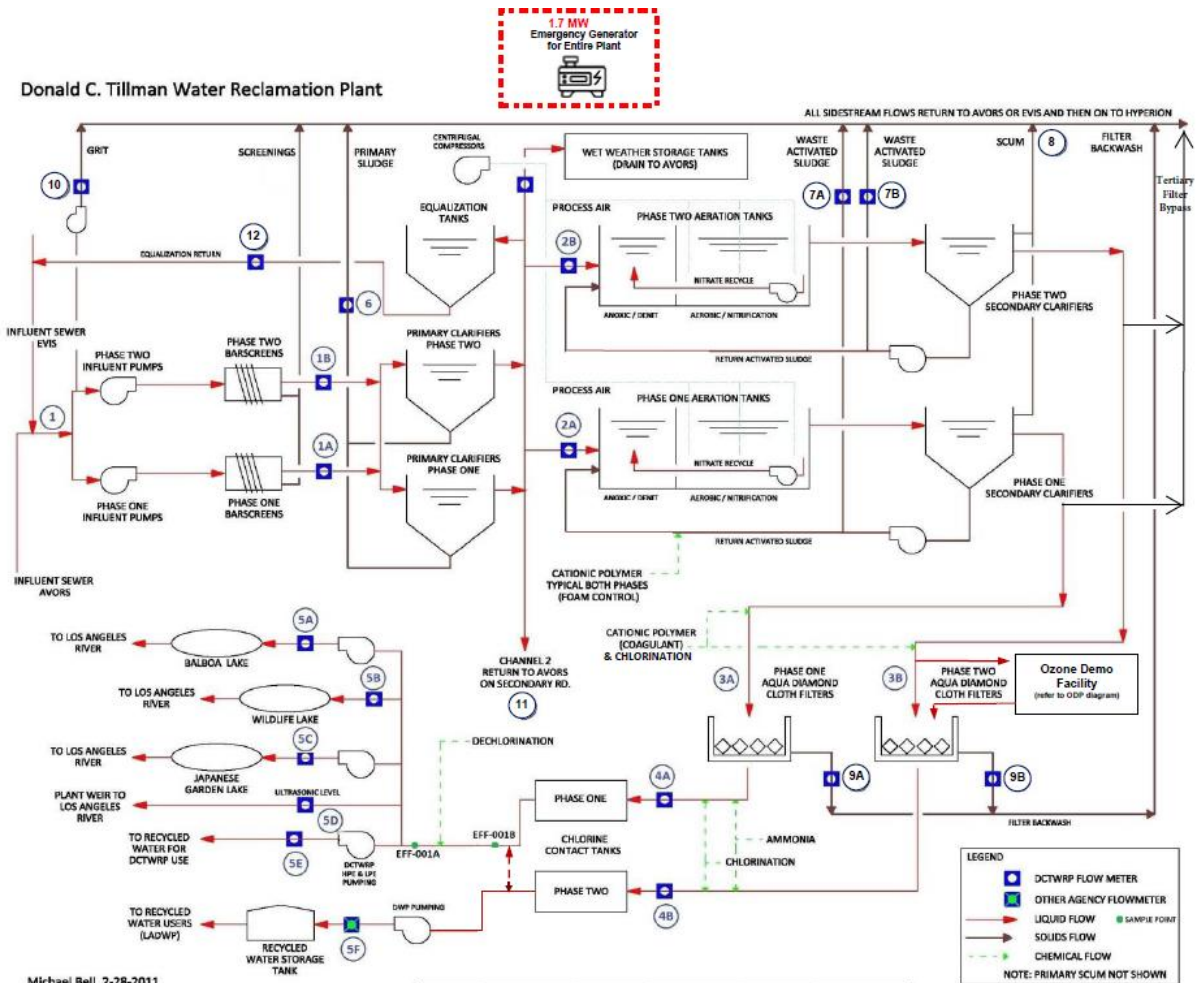 1.7 MW
Emergency Generator
for Entire Plant
Donald C. Tillman Water Reclamation Plant
ALL SIDESTREAM FLOWS RETURN TO AVORS OR EVIS AND THEN ON TO HYPERION
GRIT
SCREENINGS
PRIMARY
SLUDGE
CENTRIFUGAL
COMPRESSORS
WET WEATHER STORAGE TANKS
(DRAIN TO AVORS)
WASTE
ACTIVATED
SLUDGE
WASTE
ACTIVATED
SLUDGE
SCUM
8
FILTER
BACKWASH
Tertiary
Filter
Bypass
10
7A
7B
EQUALIZATION
TANKS
PROCESS AIR
PHASE TWO AERATION TANKS
12
2B
EQUALIZATION RETURN
NITRATE RECYCLE
6
ANOXIC / DENIT
AEROBIC / NITRIFICATION
PHASE TWO
SECONDARY CLARIFIERS
INFLUENT SEWER
EVIS
PHASE TWO
INFLUENT PUMPS
PHASE TWO
BARSCREENS
1B
PRIMARY CLARIFIERS
PHASE TWO
RETURN ACTIVATED SLUDGE
PROCESS AIR
PHASE ONE AERATION TANKS
1
1A
2A
PRIMARY CLARIFIERS
PHASE ONE
NITRATE RECYCLE
ANOXIC / DENIT
AEROBIC / NITRIFICATION
PHASE ONE
SECONDARY CLARIFIERS
PHASE ONE
INFLUENT PUMPS
PHASE ONE
BARSCREENS
RETURN ACTIVATED SLUDGE
INFLUENT SEWER
AVORS
CATIONIC POLYMER
TYPICAL BOTH PHASES
(FOAM CONTROL)
CATIONIC POLYMER
(COAGULANT)
& CHLORINATION
TO LOS ANGELES
RIVER
5A
BALBOA LAKE
CHANNEL 2
RETURN TO AVORS
ON SECONDARY RD.
11
3A
PHASE ONE
AQUA DIAMOND
CLOTH FILTERS
3B
PHASE TWO
AQUA DIAMOND
CLOTH FILTERS
Ozone Demo
Facility
(refer to ODP diagram)
TO LOS ANGELES
RIVER
5B
WILDLIFE LAKE
TO LOS ANGELES
RIVER
5C
JAPANESE
GARDEN LAKE
DECHLORINATION
9A
9B
PLANT WEIR TO
LOS ANGELES
RIVER
ULTRASONIC LEVEL
PHASE ONE
4A
FILTER BACKWASH
TO RECYCLED
WATER FOR
DCTWRP USE
5E
5D
DCTWRP
HPE & LPE
PUMPING
EFF-001A
EFF-001B
CHLORINE
CONTACT TANKS
AMMONIA
CHLORINATION
PHASE TWO
4B
TO RECYCLED
WATER USERS
(LADWP)
RECYCLED
WATER STORAGE
TANK
5F
DWP PUMPING
LEGEND
DCTWRP FLOW METER
OTHER AGENCY FLOWMETER
LIQUID FLOW
SAMPLE POINT
SOLIDS FLOW
CHEMICAL FLOW
NOTE: PRIMARY SCUM NOT SHOWN
Michael Bell 2-28-2011